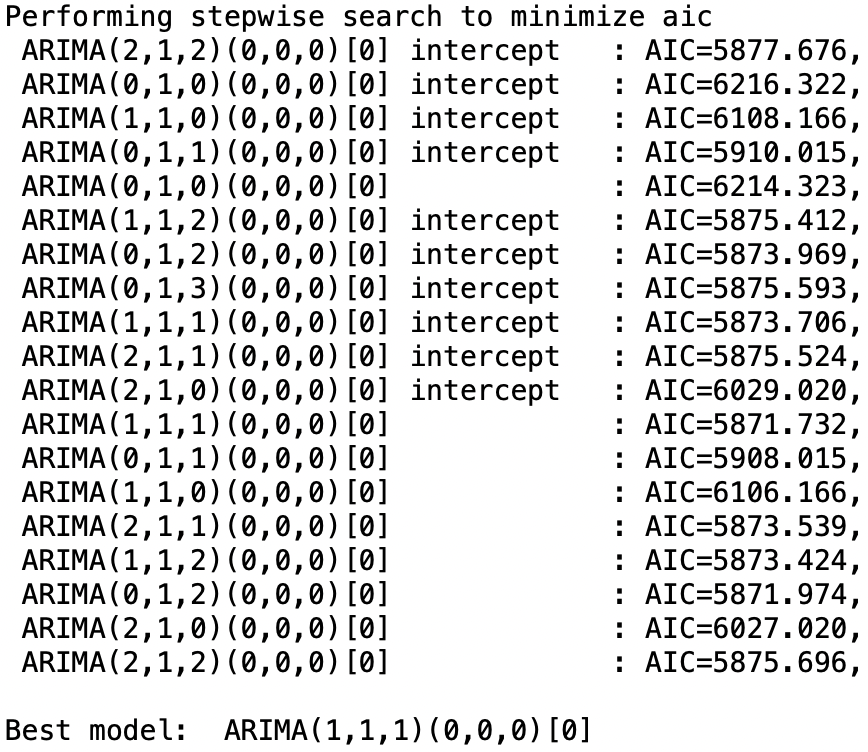 Performing stepwise search to minimize aic
ARIMA(2,1,2)(0,0,0)[0] intercept   : AIC=5877.676,
ARIMA(0,1,0)(0,0,0)[0] intercept   : AIC=6216.322,
ARIMA(1,1,0)(0,0,0)[0] intercept   : AIC=6108.166,
ARIMA(0,1,1)(0,0,0)[0] intercept   : AIC=5910.015,
ARIMA(0,1,0)(0,0,0)[0]             : AIC=6214.323,
ARIMA(1,1,2)(0,0,0)[0] intercept   : AIC=5875.412,
ARIMA(0,1,2)(0,0,0)[0] intercept   : AIC=5873.969,
ARIMA(0,1,3)(0,0,0)[0] intercept   : AIC=5875.593,
ARIMA(1,1,1)(0,0,0)[0] intercept   : AIC=5873.706,
ARIMA(2,1,1)(0,0,0)[0] intercept   : AIC=5875.524,
ARIMA(2,1,0)(0,0,0)[0] intercept   : AIC=6029.020,
ARIMA(1,1,1)(0,0,0)[0]             : AIC=5871.732,
ARIMA(0,1,1)(0,0,0)[0]             : AIC=5908.015,
ARIMA(1,1,0)(0,0,0)[0]             : AIC=6106.166,
ARIMA(2,1,1)(0,0,0)[0]             : AIC=5873.539,
ARIMA(1,1,2)(0,0,0)[0]             : AIC=5873.424,
ARIMA(0,1,2)(0,0,0)[0]             : AIC=5871.974,
ARIMA(2,1,0)(0,0,0)[0]             : AIC=6027.020,
ARIMA(2,1,2)(0,0,0)[0]             : AIC=5875.696,
Best model:  ARIMA(1,1,1)(0,0,0)[0]